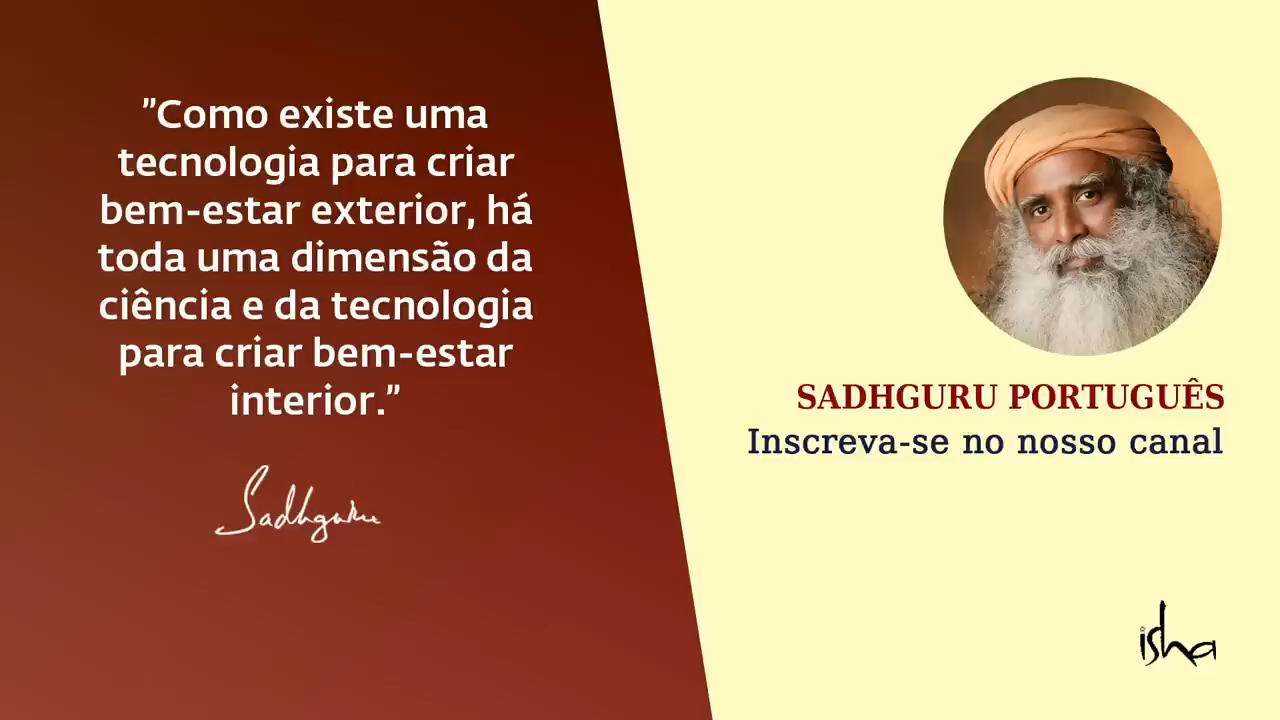 "Como existe uma
tecnologia para criar
bem-estar exterior, há
toda uma dimensão da
ciência e da tecnologia
para criar bem-estar
interior."
Sadhguru
SADHGURU PORTUGUÊS
Inscreva-se no nosso canal
isha